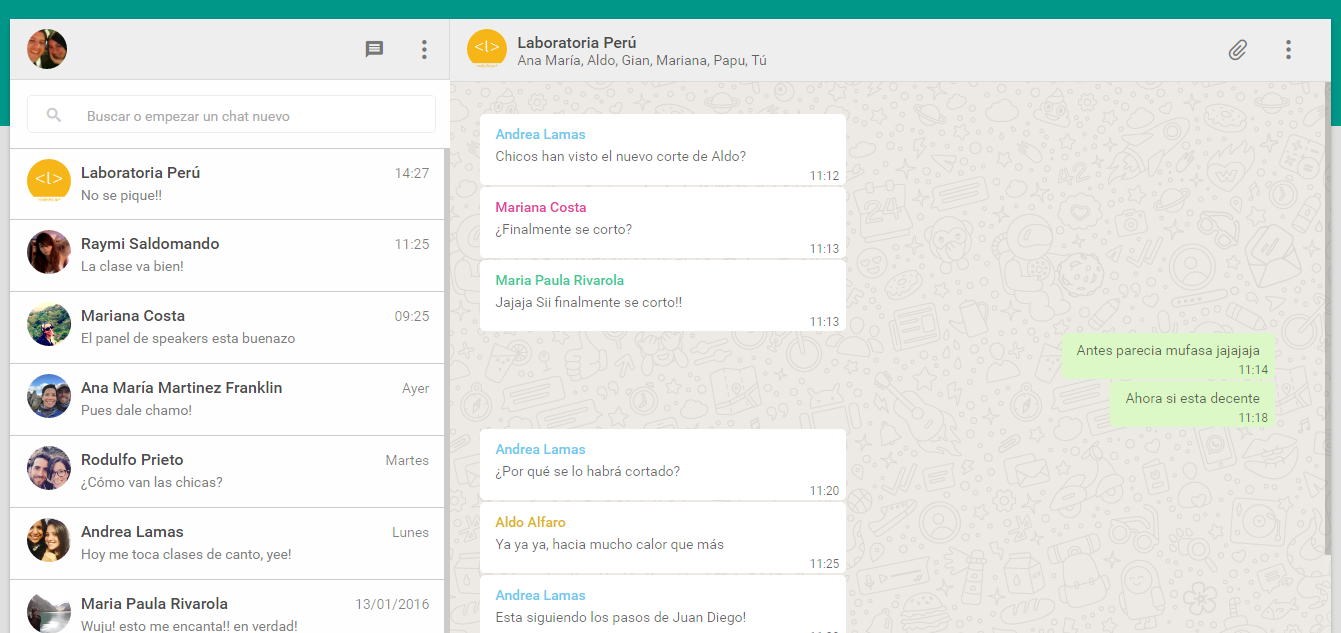 Buscar o empezar un chat nuevo
Laboratoria Perú
14:27
No se pique!!
Raymi Saldomando
11:25
La clase va bien!
Mariana Costa
09:25
El panel de speakers esta buenazo
Ana María Martinez Franklin
Ayer
Pues dale chamo!
Rodulfo Prieto
Martes
¿Cómo van las chicas?
Andrea Lamas
Lunes
Hoy me toca clases de canto, yee!
Maria Paula Rivarola
13/01/2016
Wuju! esto me encanta!! en verdad!
<L>
Laboratoria Perú
Ana María, Aldo, Gian, Mariana, Papu, Tú
Andrea Lamas
Chicos han visto el nuevo corte de Aldo?
11:12
Mariana Costa
¿Finalmente se corto?
11:13
Maria Paula Rivarola
Jajaja Sii finalmente se corto!!
11:13
Antes parecia mufasa jajajaja
11:14
Ahora si esta decente
11:18
Andrea Lamas
¿Por qué se lo habrá cortado?
11:20
Aldo Alfaro
Ya ya ya, hacia mucho calor que más
11:25
Andrea Lamas
Esta siguiendo los pasos de Juan Diego!